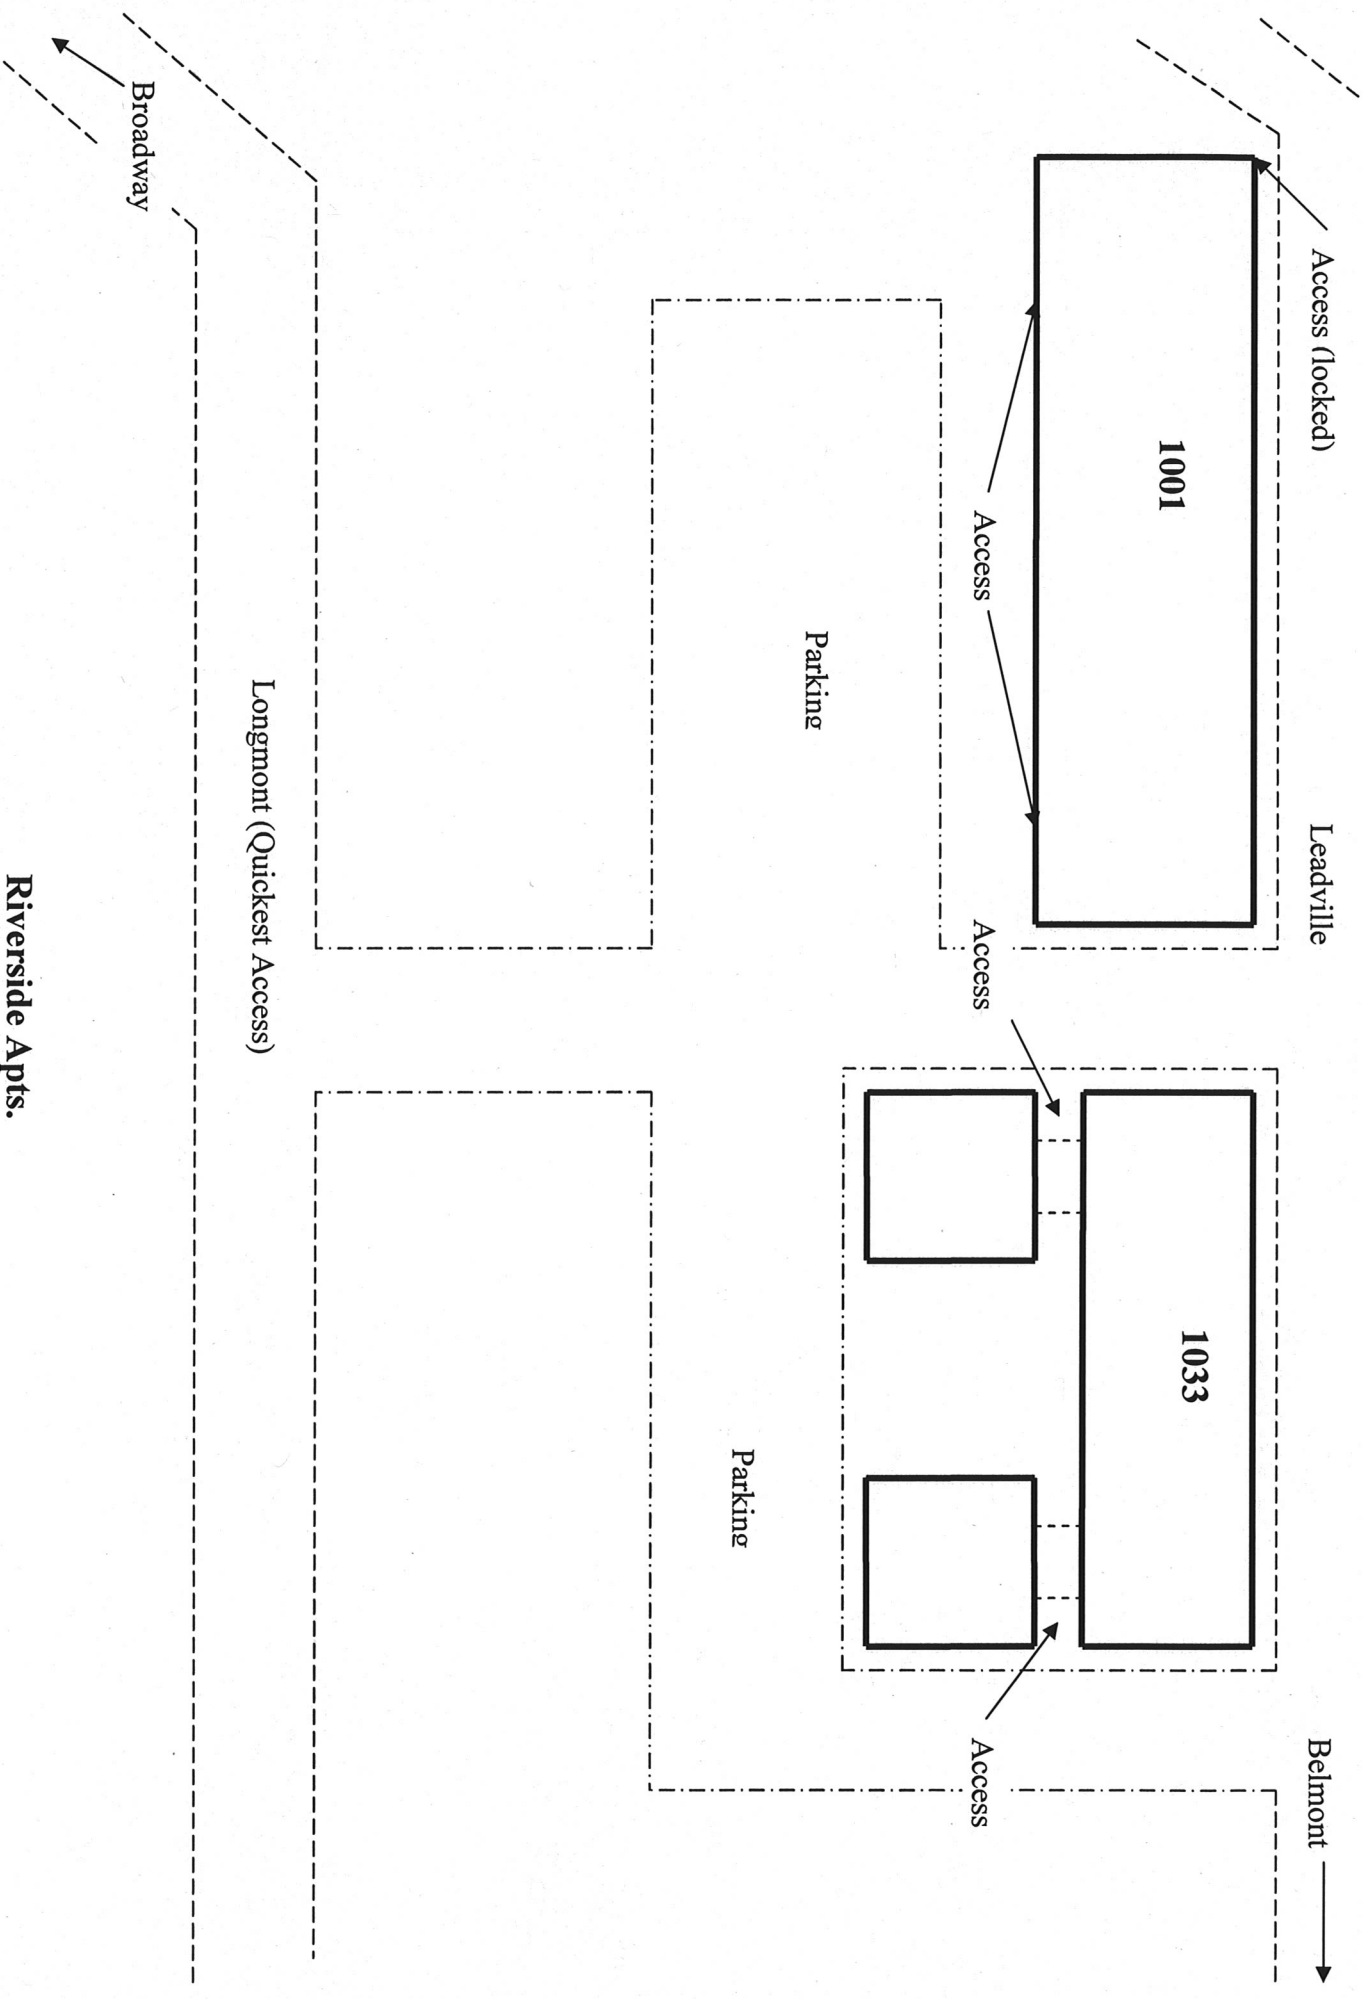 Access (locked)
Leadville
Belmont
1001
1033
Access
Access
Access
Parking
Parking
Longmont (Quickest Access)
Broadway
Riverside Apts.